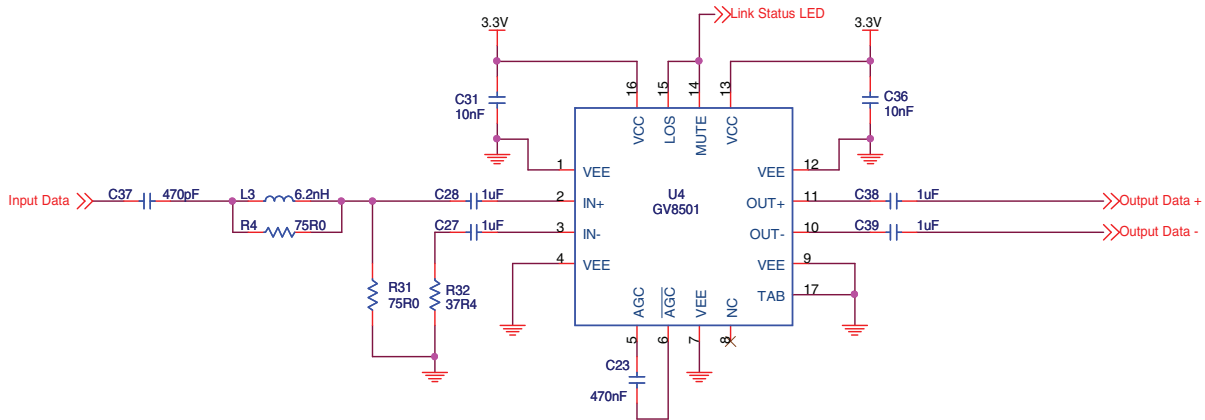 Link Status LED
3.3V
3.3V
C31
10nF
16
15
14
13
C36
10nF
VCC
LOS
MUTE
VCC
1
VEE
VEE
12
Input Data
C37
470pF
L3
6.2nH
C28
1uF
2
IN+
U4
GV8501
OUT+
11
C38
1uF
Output Data +
R4
75R0
C27
1uF
3
IN-
OUT-
10
C39
1uF
Output Data -
4
VEE
VEE
9
R31
75R0
R32
37R4
TAB
17
AGC
AGC
VEE
NC
5
6
7
8
C23
470nF